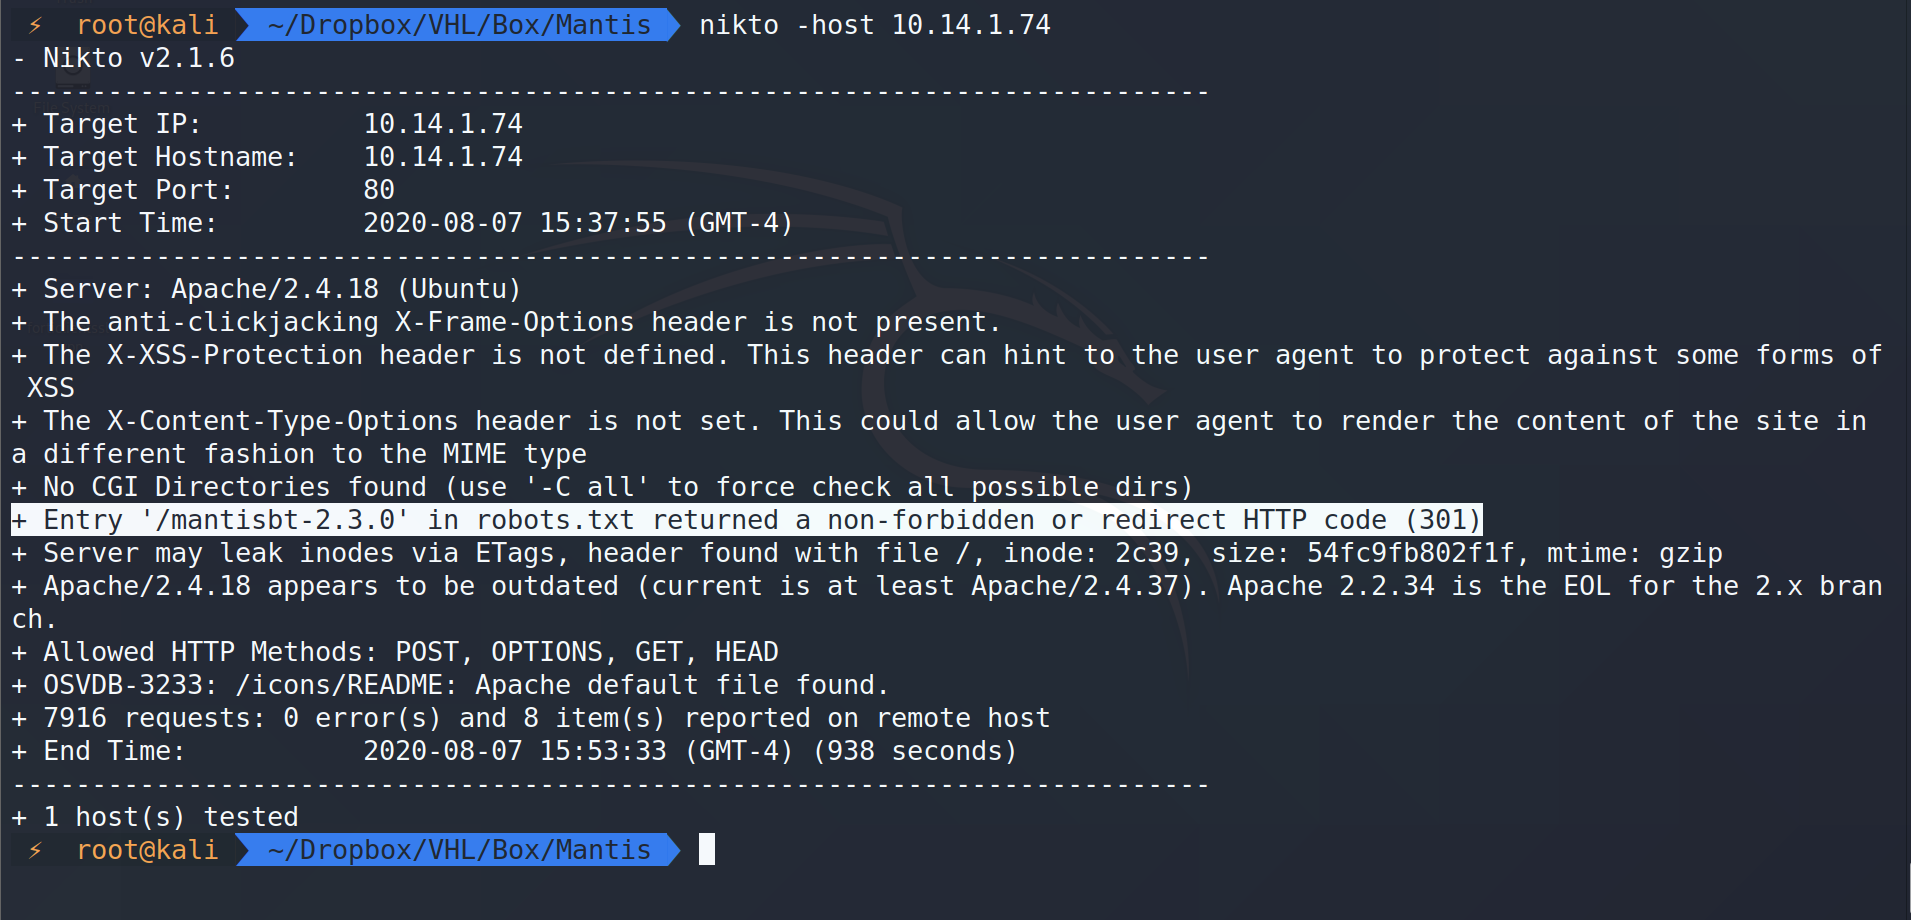 ⚡ root@kali ~/Dropbox/VHL/Box/Mantis nikto -host 10.14.1.74
- Nikto v2.1.6
---------------------------------------------------------------------------
+ Target IP:          10.14.1.74
+ Target Hostname:    10.14.1.74
+ Target Port:        80
+ Start Time:         2020-08-07 15:37:55 (GMT-4)
---------------------------------------------------------------------------
+ Server: Apache/2.4.18 (Ubuntu)
+ The anti-clickjacking X-Frame-Options header is not present.
+ The X-XSS-Protection header is not defined. This header can hint to the user agent to protect against some forms of
 XSS
+ The X-Content-Type-Options header is not set. This could allow the user agent to render the content of the site in
a different fashion to the MIME type
+ No CGI Directories found (use '-C all' to force check all possible dirs)
+ Entry '/mantisbt-2.3.0' in robots.txt returned a non-forbidden or redirect HTTP code (301)
+ Server may leak inodes via ETags, header found with file /, inode: 2c39, size: 54fc9fb802f1f, mtime: gzip
+ Apache/2.4.18 appears to be outdated (current is at least Apache/2.4.37). Apache 2.2.34 is the EOL for the 2.x bran
ch.
+ Allowed HTTP Methods: POST, OPTIONS, GET, HEAD
+ OSVDB-3233: /icons/README: Apache default file found.
+ 7916 requests: 0 error(s) and 8 item(s) reported on remote host
+ End Time:           2020-08-07 15:53:33 (GMT-4) (938 seconds)
---------------------------------------------------------------------------
+ 1 host(s) tested
⚡ root@kali ~/Dropbox/VHL/Box/Mantis